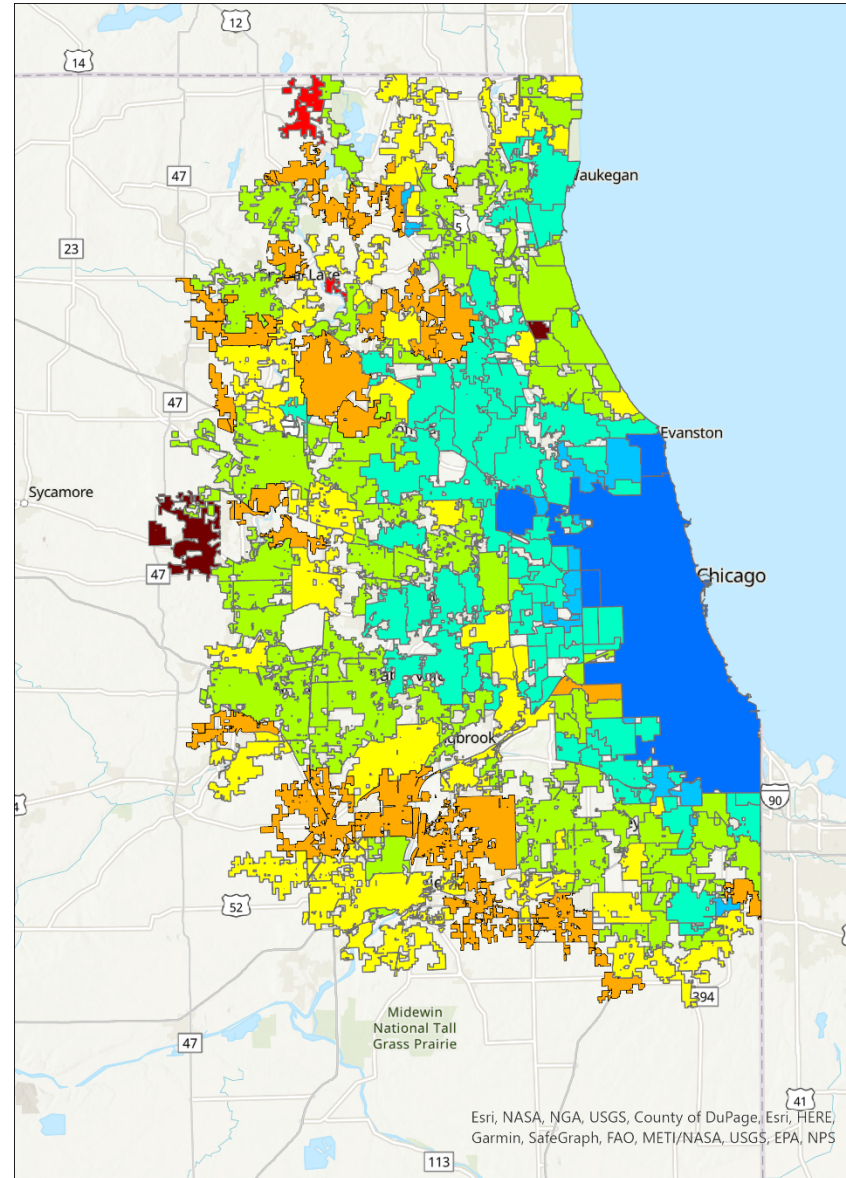 12
14
47
Waukegan
23
47
Evanston
Sycamore
Chicago
47
90
52
394
Midewin
National Tall
Grass Prairie
47
41
Esri, NASA, NGA, USGS, County of DuPage, Esri, HERE,
Garmin, SafeGraph, FAO, METI/NASA, USGS, EPA, NPS
113